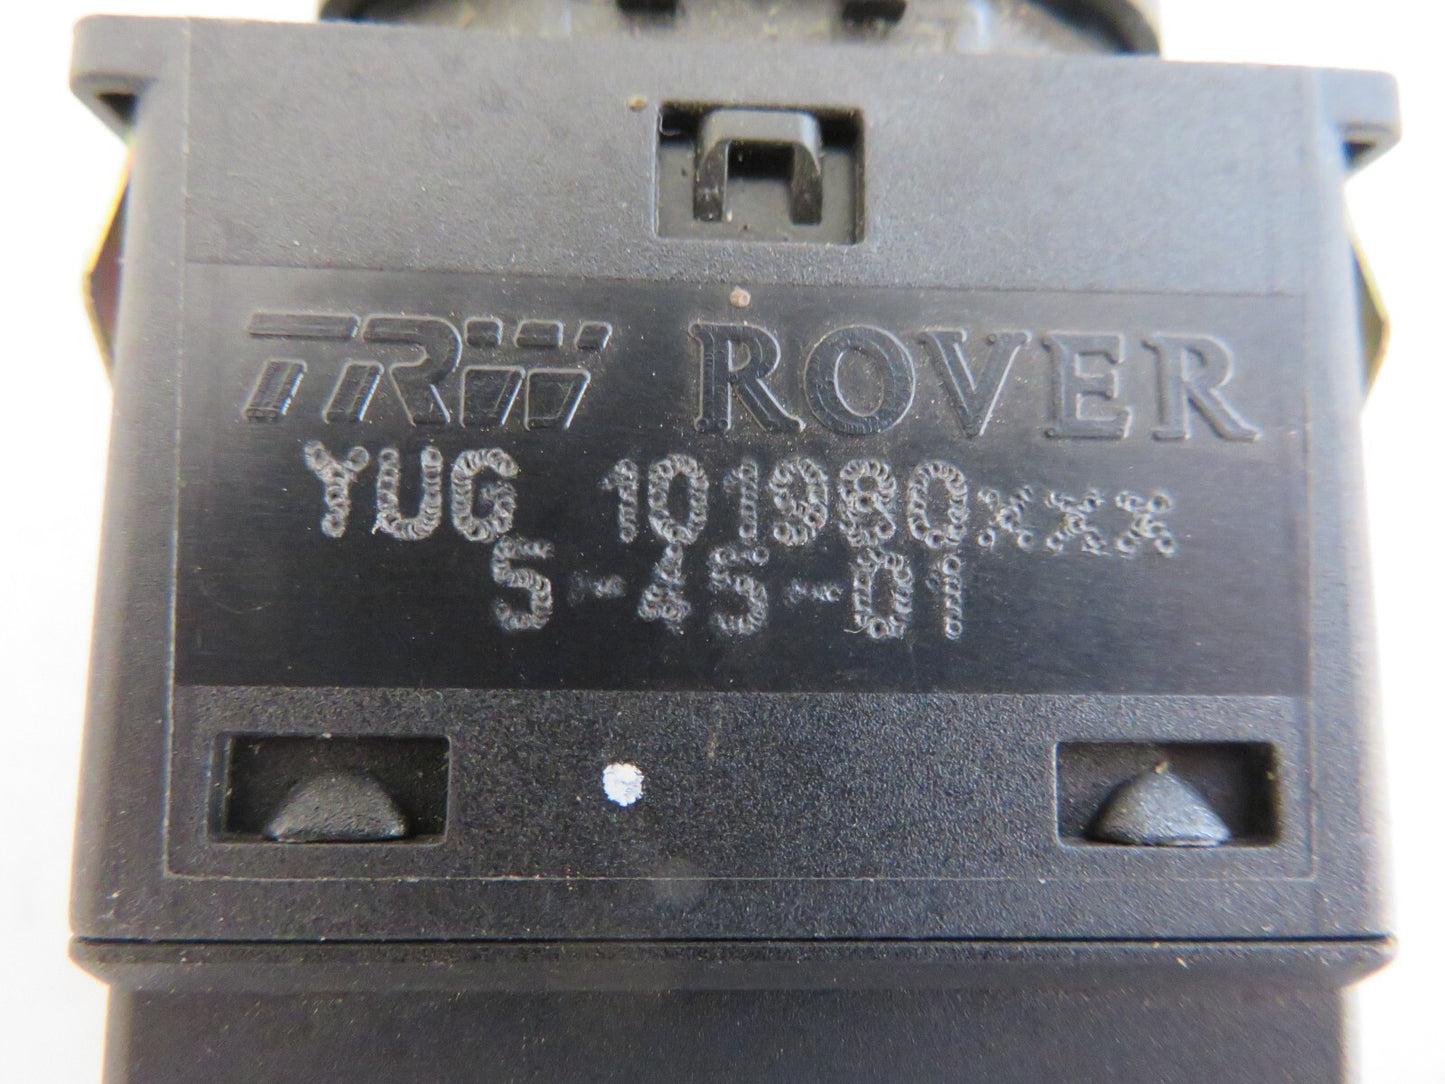 TRW ROVER
YUG 101980xxx
5-45-01